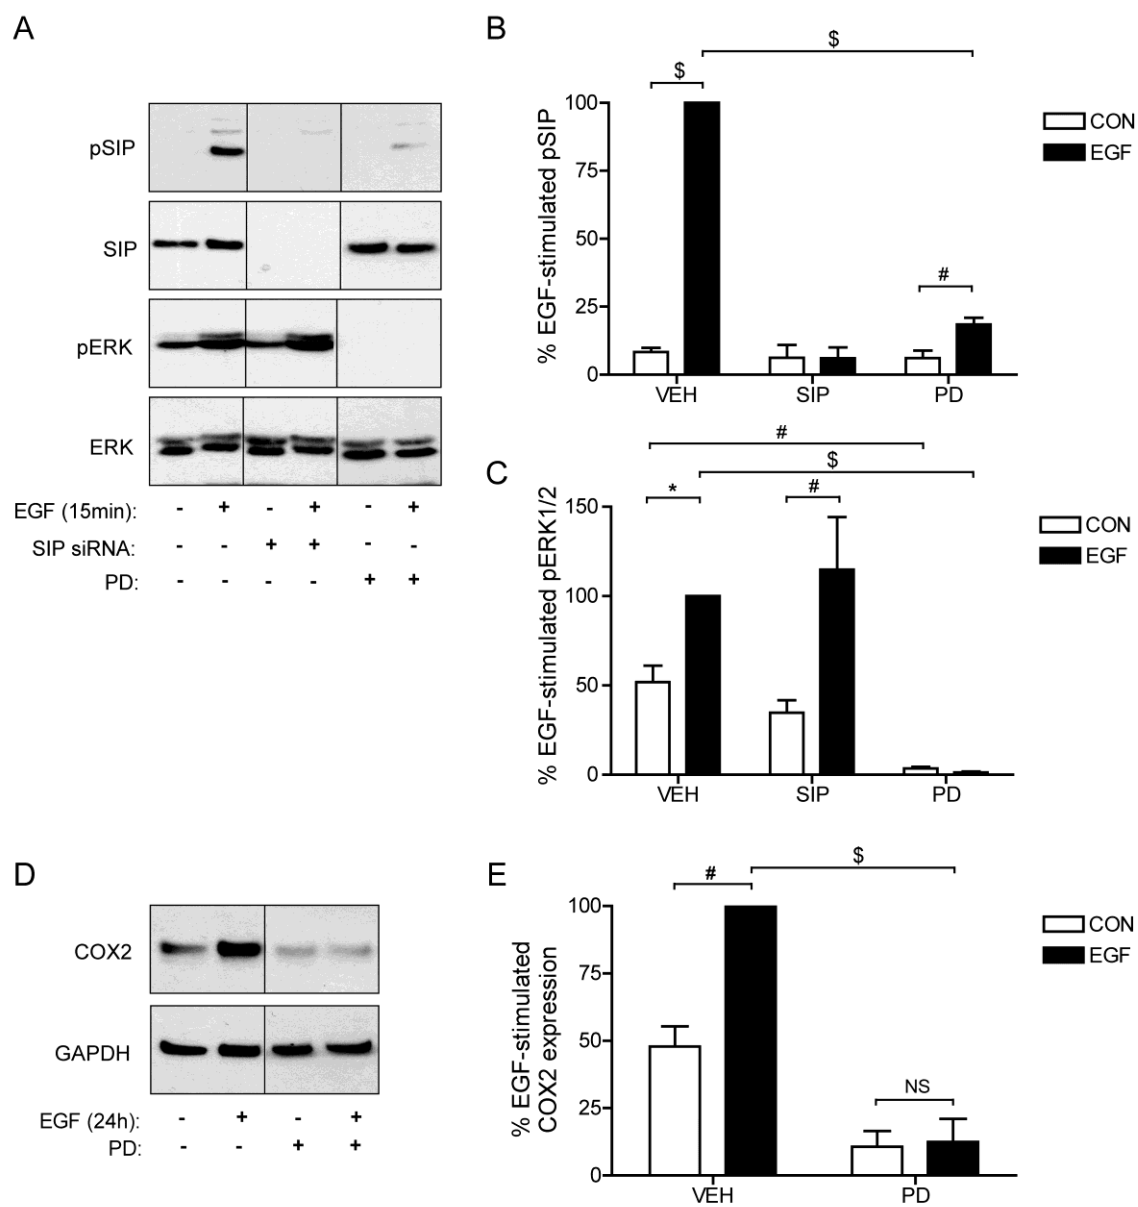 A
pSIP
SIP
pERK
ERK
EGF (15min): - + - + - +
SIP siRNA: - - + + - -
PD: - - - - + +
B
$
$
#
% EGF-stimulated pSIP
100
75
50
25
0
VEH SIP PD
CON
EGF
C
#
$
* #
% EGF-stimulated pERK1/2
150
100
50
0
VEH SIP PD
CON
EGF
D
COX2
GAPDH
EGF (24h): - + - +
PD: - - + +
E
$
#
NS
% EGF-stimulated
COX2 expression
100
75
50
25
0
VEH PD
CON
EGF